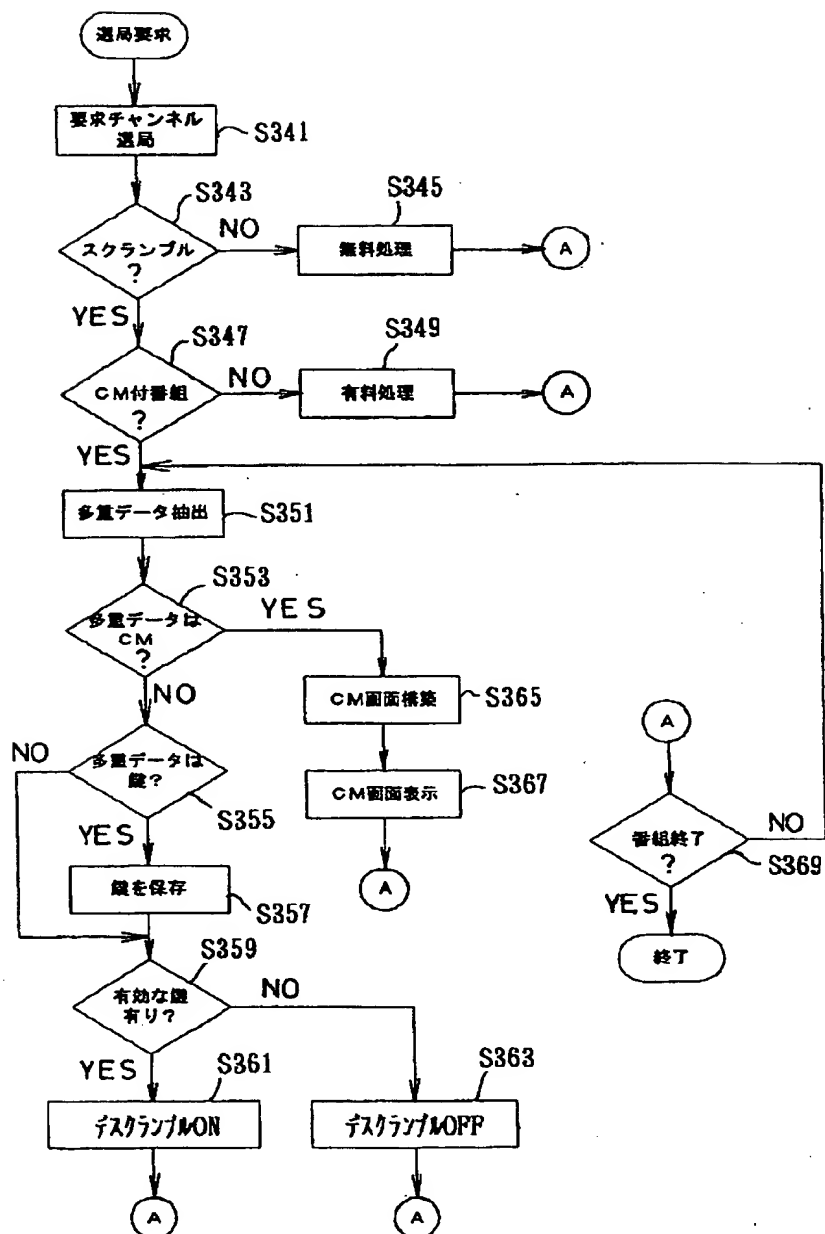 選局要求
要求チャンネル
選局
S341
S343
スクランブル
?
NO
YES
S345
無料処理
A
S347
CM付番組
?
NO
YES
S349
有料処理
A
多重データ抽出
S351
S353
多重データは
CM
?
YES
NO
CM画面構築
S365
CM画面表示
S367
A
多重データは
鍵?
NO
S355
YES
鍵を保存
S357
S359
有効な鍵
有り?
NO
YES
S361
デスクランブルON
A
S363
デスクランブルOFF
A
A
番組終了
?
NO
S369
YES
終了